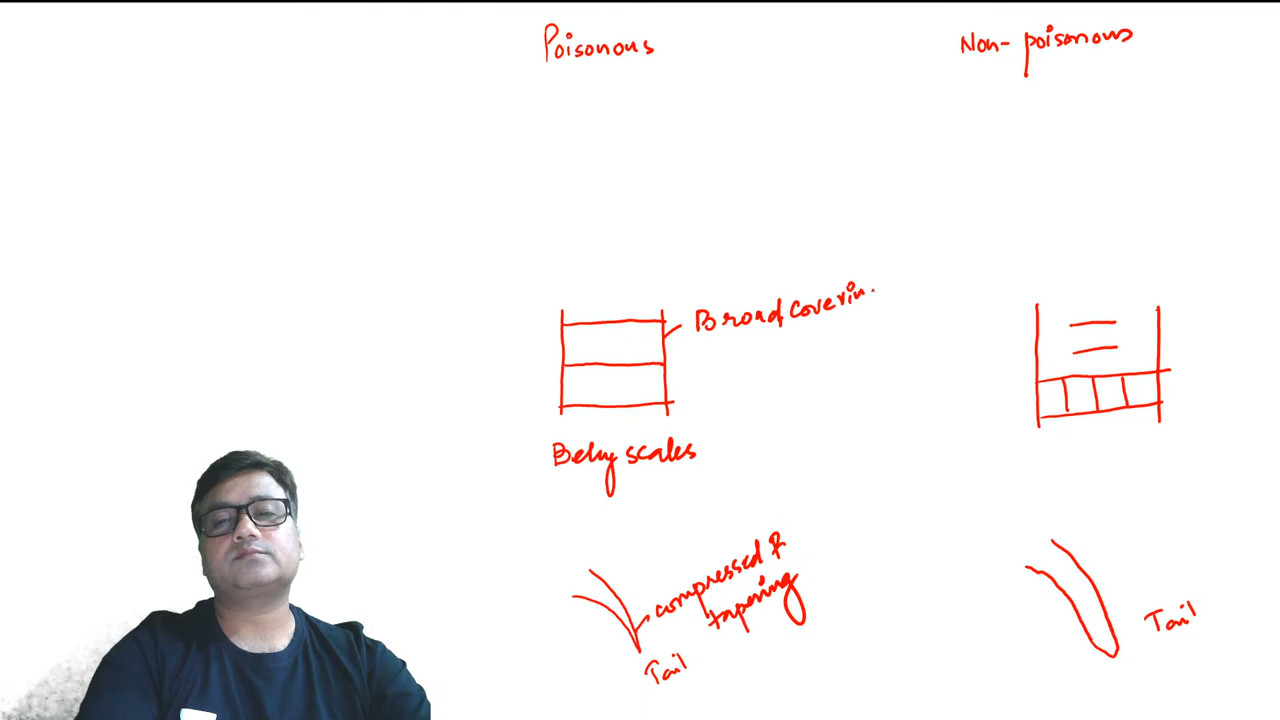 Poisonous
Non-poisonous
Broad coverin
Belly scales
compressed &
tapering
Tail
Tail